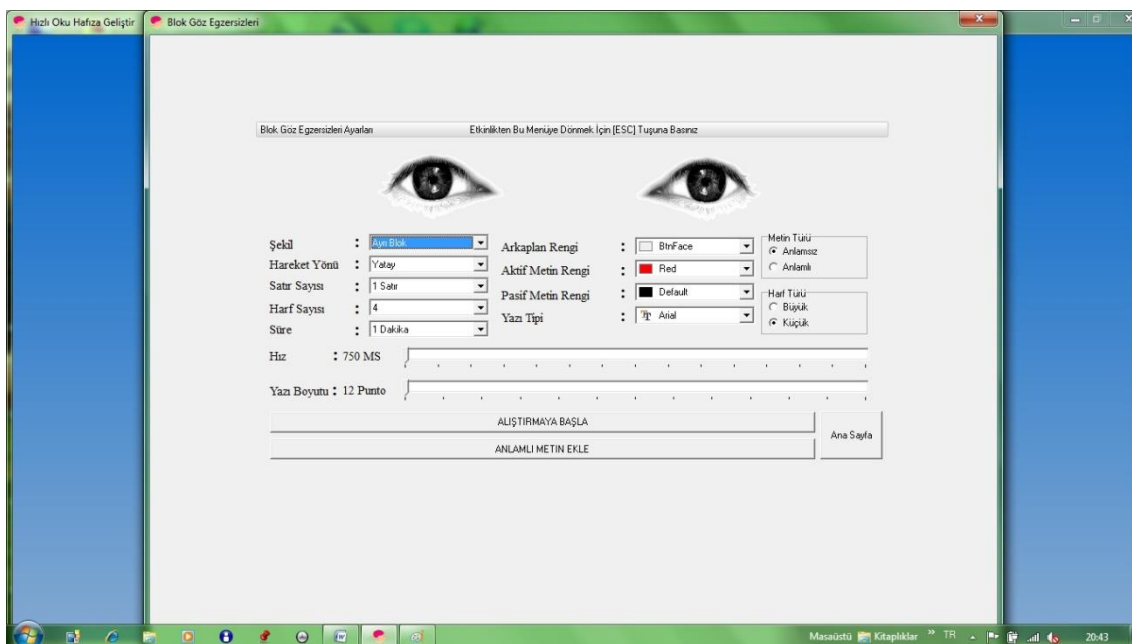 Hızlı Oku Hafıza Geliştir
Blok Göz Egzersizleri
Blok Göz Egzersizleri Ayarları Etkinlikten Bu Menüye Dönmek İçin [ESC] Tuşuna Basınız
Şekil : Ayrı Blok
Hareket Yönü : Yatay
Satır Sayısı : 1 Satır
Harf Sayısı : 4
Süre : 1 Dakika
Arkaplan Rengi : BtnFace
Aktif Metin Rengi : Red
Pasif Metin Rengi : Default
Yazı Tipi : Arial
Metin Türü
Anlamsız
Anlamlı
Harf Türü
Büyük
Küçük
Hız : 750 MS
Yazı Boyutu : 12 Punto
ALIŞTIRMAYA BAŞLA
ANLAMLI METİN EKLE
Ana Sayfa
Masaüstü Kitaplıklar » TR 20:43